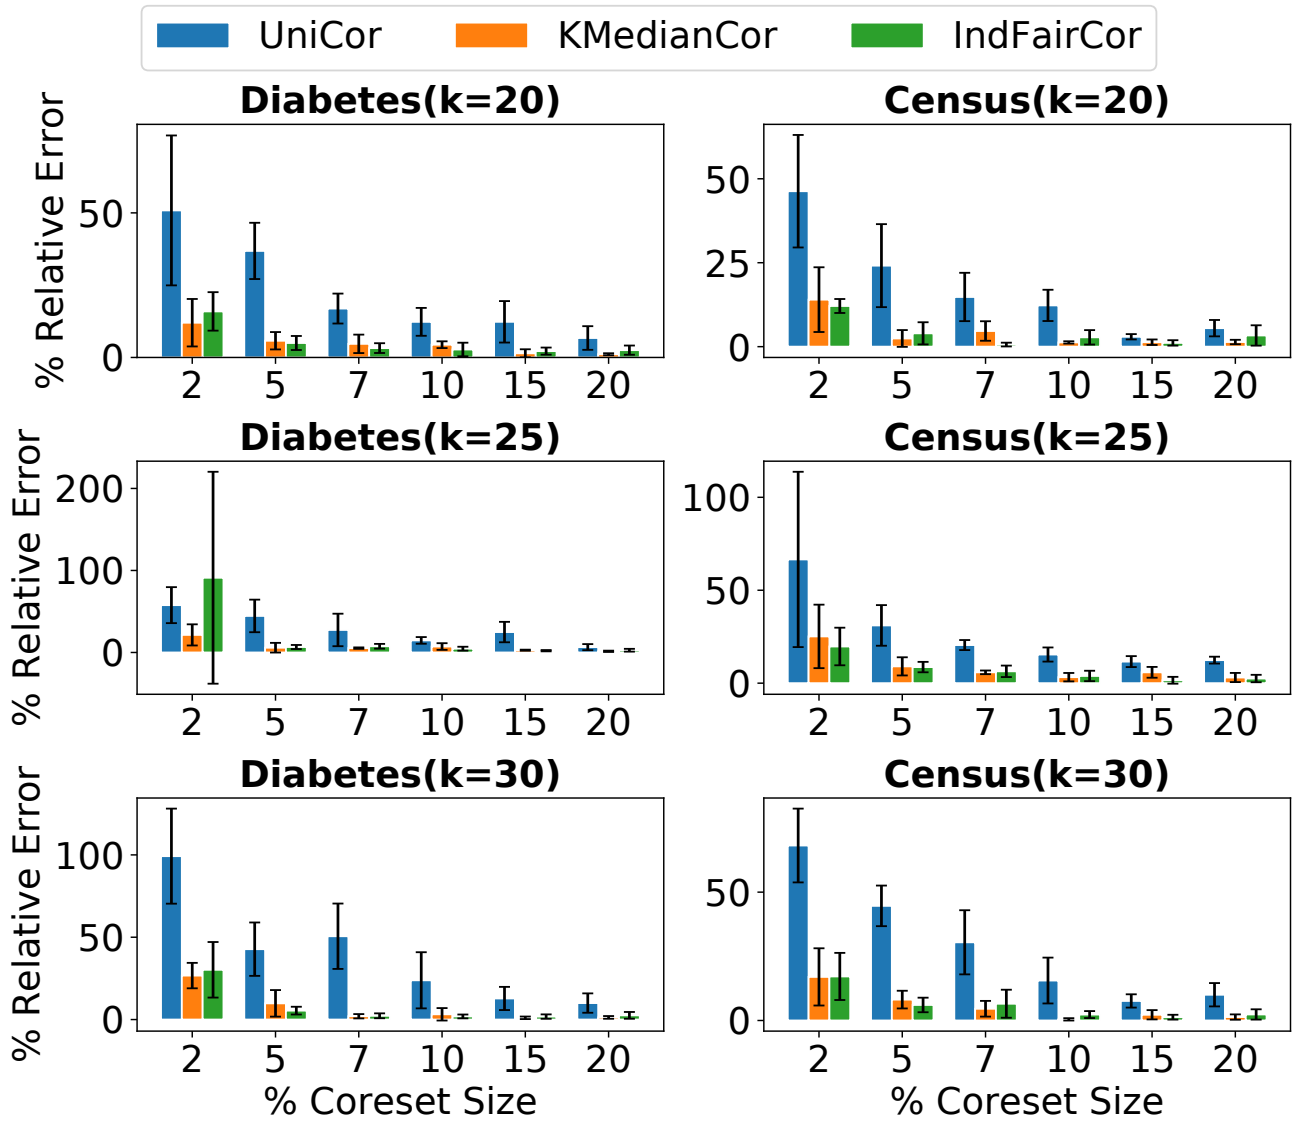 UniCor KMedianCor IndFairCor
Diabetes(k=20) Census(k=20)
% Relative Error
50
0
2 5 7 10 15 20
50
25
0
2 5 7 10 15 20
Diabetes(k=25) Census(k=25)
% Relative Error
200
100
0
2 5 7 10 15 20
100
50
0
2 5 7 10 15 20
Diabetes(k=30) Census(k=30)
% Relative Error
100
50
0
2 5 7 10 15 20
50
0
2 5 7 10 15 20
% Coreset Size % Coreset Size